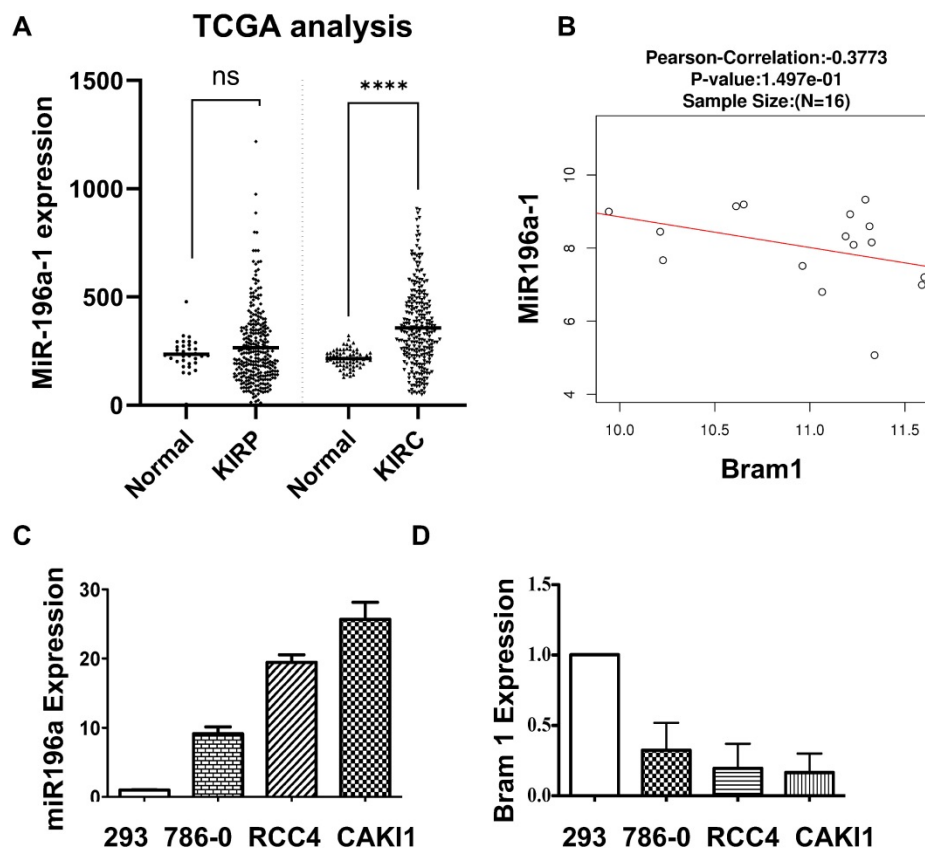 A
TCGA analysis
ns
****
1500
1000
500
0
MiR-196a-1 expression
Normal
KIRP
Normal
KIRC
B
Pearson-Correlation:-0.3773
P-value:1.497e-01
Sample Size:(N=16)
10
8
6
4
MiR196a-1
10.0 10.5 11.0 11.5
Bram1
C
30
20
10
0
miR196a Expression
293 786-0 RCC4 CAKI1
D
1.5
1.0
0.5
0.0
Bram 1 Expression
293 786-0 RCC4 CAKI1